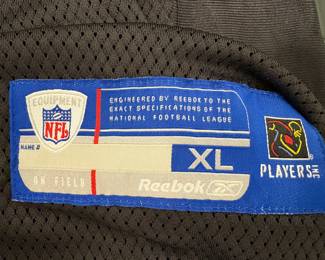 EQUIPMENT
NFL
ENGINEERED BY REEBOK TO THE
EXACT SPECIFICATIONS OF THE
NATIONAL FOOTBALL LEAGUE
NAME #
XL
ON FIELD
Reebok
PLAYERS INC